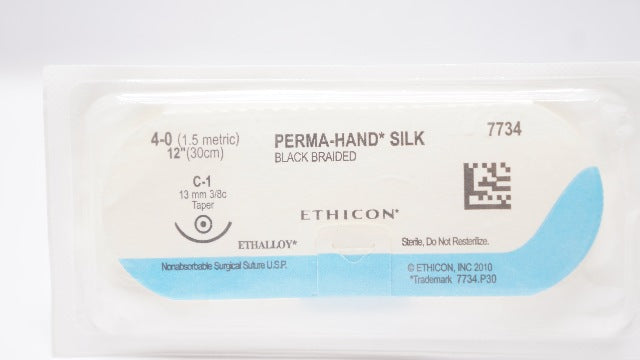 4-0 (1.5 metric)
12"(30cm)
C-1
13 mm 3/8c
Taper
PERMA-HAND* SILK
BLACK BRAIDED
7734
ETHICON*
ETHALLOY*
Sterile, Do Not Resterilize.
Nonabsorbable Surgical Suture U.S.P.
© ETHICON, INC 2010
*Trademark 7734.P30